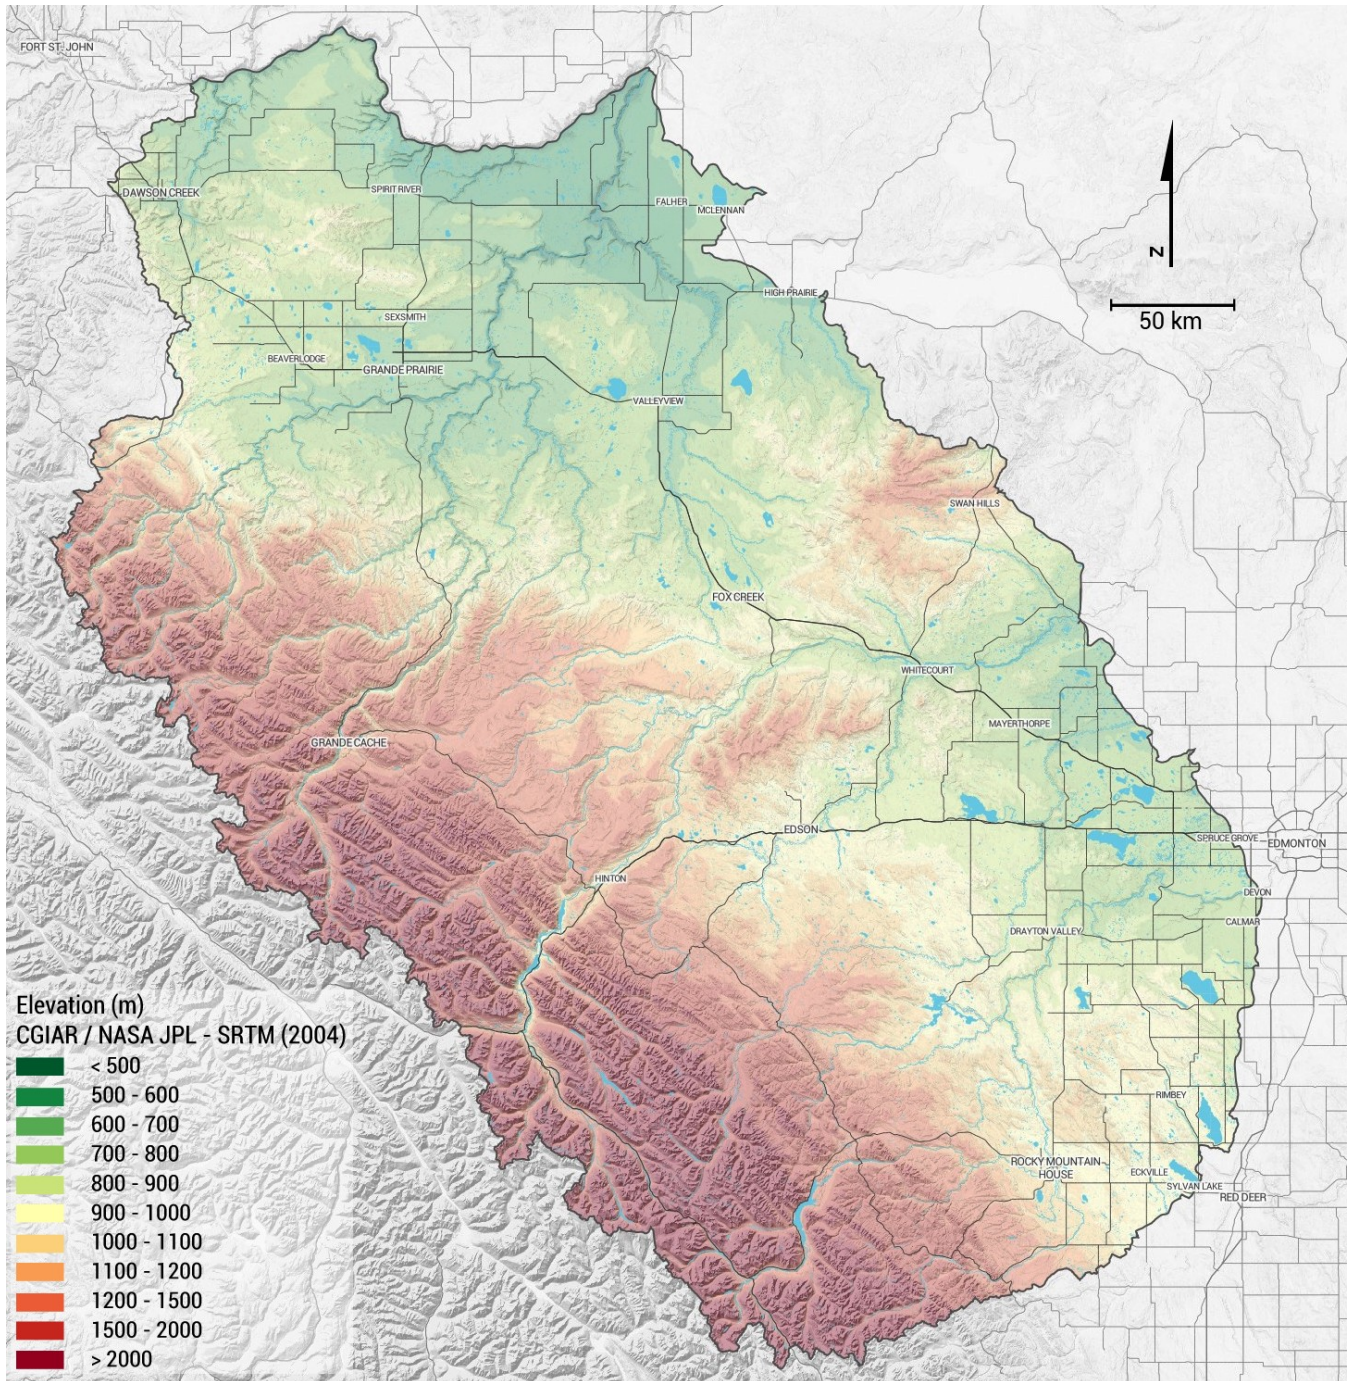 FORT ST. JOHN
DAWSON CREEK
SPIRIT RIVER
FALHER
MCLENNAN
N
HIGH PRAIRIE
50 km
SEXSMITH
BEAVERLODGE
GRANDE PRAIRIE
VALLEYVIEW
SWAN HILLS
FOX CREEK
WHITECOURT
MAYERTHORPE
GRANDE CACHE
EDSON
SPRUCE GROVE
EDMONTON
HINTON
DEVON
CALMAR
DRAYTON VALLEY
Elevation (m)
CGIAR / NASA JPL - SRTM (2004)
< 500
500 - 600
600 - 700
700 - 800
800 - 900
900 - 1000
1000 - 1100
1100 - 1200
1200 - 1500
1500 - 2000
> 2000
RIMBEY
ROCKY MOUNTAIN
HOUSE
ECKVILLE
SYLVAN LAKE
RED DEER